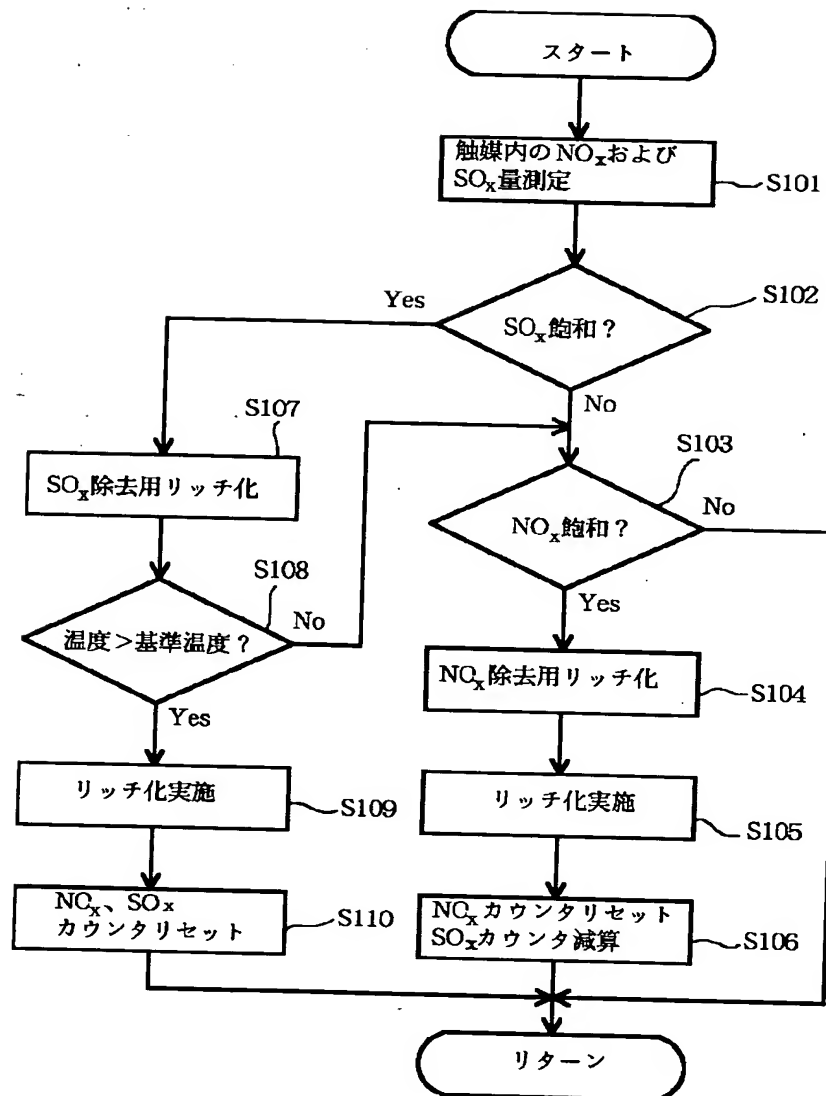 スタート
触媒内のNOxおよび
SOx量測定
S101
S102
Yes
SOx飽和？
No
S107
S103
SOx除去用リッチ化
No
NOx飽和？
S108
温度＞基準温度？
No
Yes
NOx除去用リッチ化
S104
Yes
リッチ化実施
S109
リッチ化実施
S105
NOx、SOx
カウンタリセット
S110
NOxカウンタリセット
SOxカウンタ減算
S106
リターン